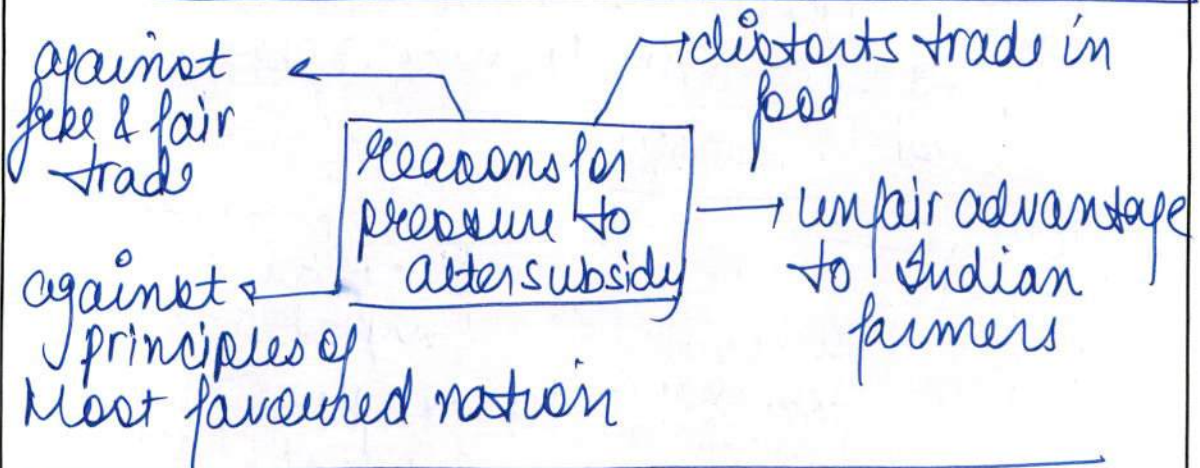 against
free & fair
trade
distorts trade in
food
reasons for
pressure to
alter subsidy
unfair advantage
to Indian
farmers
against
principles of
Most favoured nation